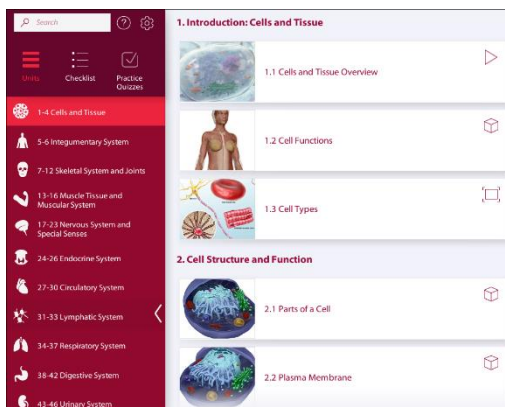 Search
?
Units
Checklist
Practice
Quizzes
1-4 Cells and Tissue
5-6 Integumentary System
7-12 Skeletal System and Joints
13-16 Muscle Tissue and
Muscular System
17-23 Nervous System and
Special Senses
24-26 Endocrine System
27-30 Circulatory System
31-33 Lymphatic System
34-37 Respiratory System
38-42 Digestive System
43-46 Urinary System
1. Introduction: Cells and Tissue
1.1 Cells and Tissue Overview
1.2 Cell Functions
1.3 Cell Types
2. Cell Structure and Function
2.1 Parts of a Cell
2.2 Plasma Membrane